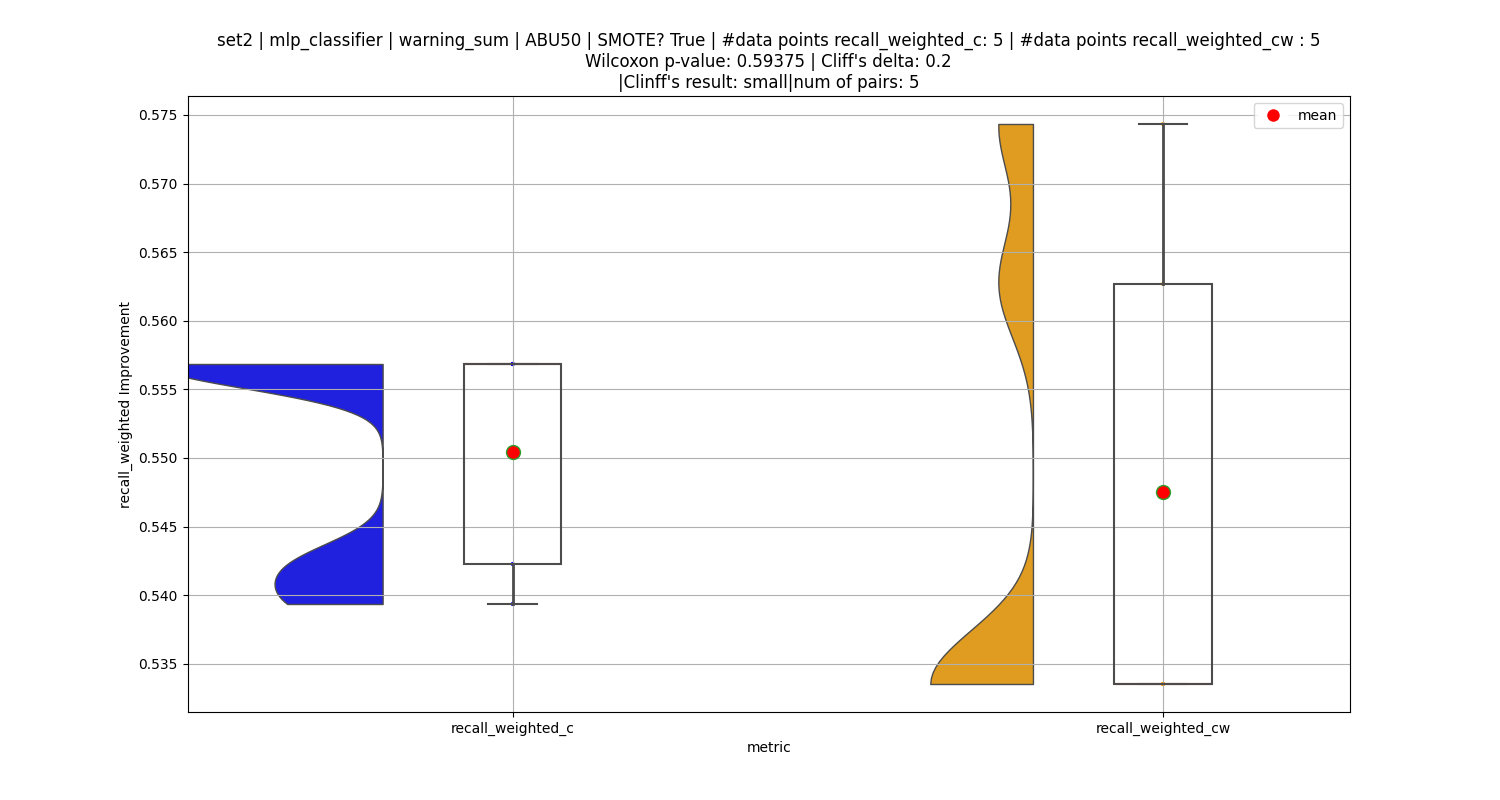 set2 | mlp_classifier | warning_sum | ABU50 | SMOTE? True | #data points recall_weighted_c: 5 | #data points recall_weighted_cw : 5
Wilcoxon p-value: 0.59375 | Cliff's delta: 0.2
|Clinff's result: small|num of pairs: 5
mean
0.575
0.570
0.565
0.560
0.555
0.550
0.545
0.540
0.535
recall_weighted Improvement
recall_weighted_c
recall_weighted_cw
metric